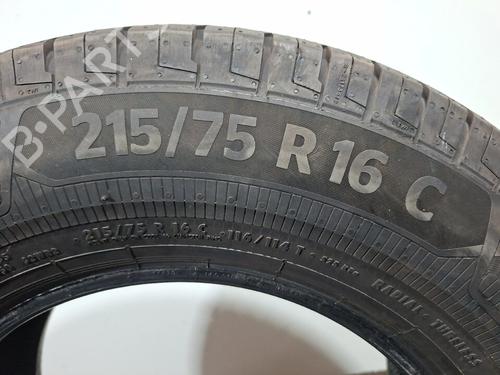 B-PARTS
215/75 R 16 C
215/75 R 16 C 116/114 T
RADIAL - TUBELESS